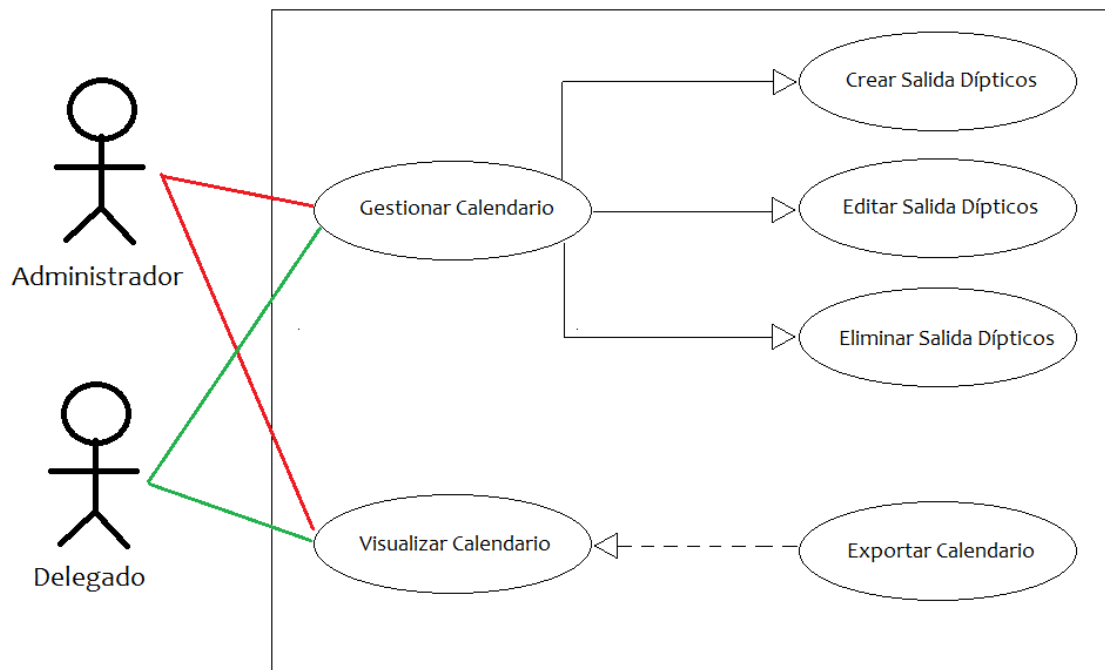 Administrador
Delegado
Gestionar Calendario
Crear Salida Dípticos
Editar Salida Dípticos
Eliminar Salida Dípticos
Visualizar Calendario
Exportar Calendario